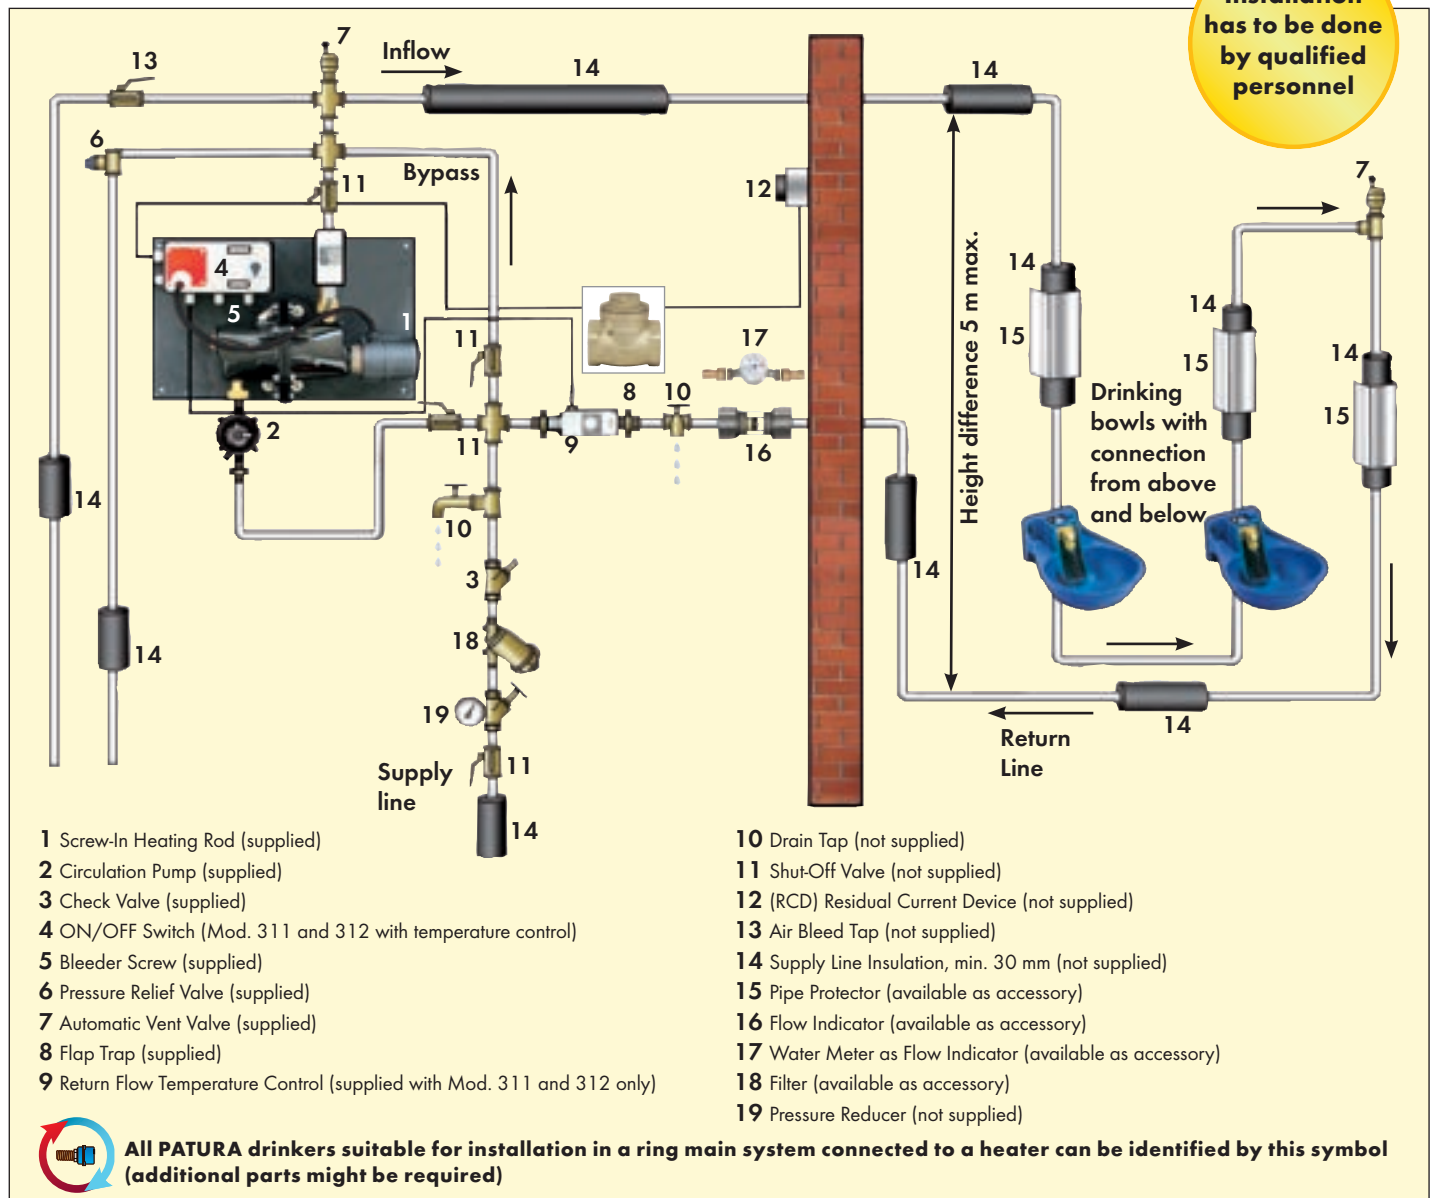 installation
has to be done
by qualified
personnel
7
13
Inflow
14
14
6
11
Bypass
12
7
4
5
1
14
14
15
15
14
15
11
17
8
10
2
11
9
16
Height difference 5 m max.
Drinking
bowls with
connection
from above
and below
14
10
3
14
14
18
19
11
Supply
line
14
14
Return
Line
1 Screw-In Heating Rod (supplied)
2 Circulation Pump (supplied)
3 Check Valve (supplied)
4 ON/OFF Switch (Mod. 311 and 312 with temperature control)
5 Bleeder Screw (supplied)
6 Pressure Relief Valve (supplied)
7 Automatic Vent Valve (supplied)
8 Flap Trap (supplied)
9 Return Flow Temperature Control (supplied with Mod. 311 and 312 only)
10 Drain Tap (not supplied)
11 Shut-Off Valve (not supplied)
12 (RCD) Residual Current Device (not supplied)
13 Air Bleed Tap (not supplied)
14 Supply Line Insulation, min. 30 mm (not supplied)
15 Pipe Protector (available as accessory)
16 Flow Indicator (available as accessory)
17 Water Meter as Flow Indicator (available as accessory)
18 Filter (available as accessory)
19 Pressure Reducer (not supplied)
All PATURA drinkers suitable for installation in a ring main system connected to a heater can be identified by this symbol
(additional parts might be required)